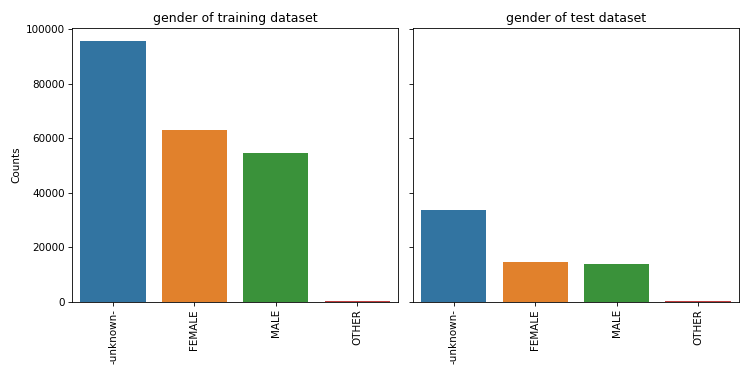 gender of training dataset
gender of test dataset
100000
80000
60000
40000
20000
0
Counts
-unknown-
FEMALE
MALE
OTHER
-unknown-
FEMALE
MALE
OTHER